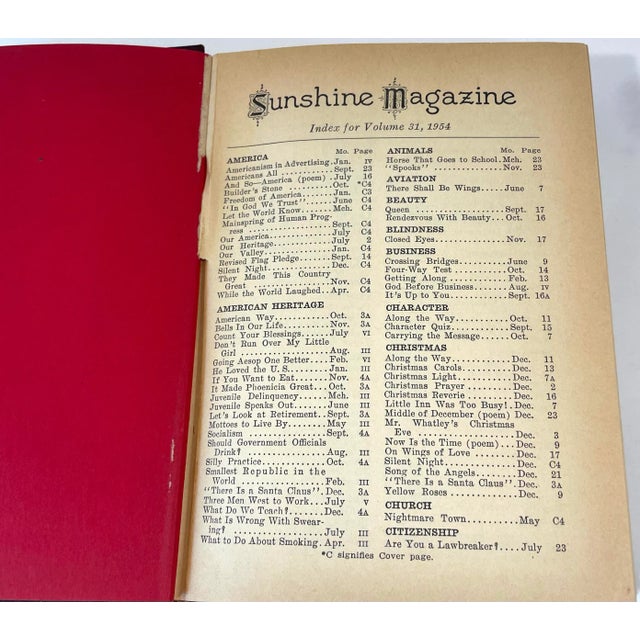 Sunshine Magazine
Index for Volume 31, 1954
Mo. Page
AMERICA
Americanism in Advertising.Jan. IV
Americans All...............Sept. 23
And So—America (poem).July 16
Builder's Stone.............Oct. *C4
Freedom of America.........Jan. C3
"In God We Trust"..........June C4
Let the World Know.........Mch. C4
Mainspring of Human Prog-
ress.......................Sept. C4
Our America................July C4
Our Heritage...............July 2
Our Valley.................Jan. C4
Revised Flag Pledge........Sept. 14
Silent Night...............Dec. C4
They Made This Country
Great......................Nov. C4
While the World Laughed....Apr. C4
AMERICAN HERITAGE
American Way...............Oct. 3A
Bells In Our Life..........Nov. 3A
Count Your Blessings.......July VI
Don't Run Over My Little
Girl.......................Aug. III
Going Aesop One Better.....Feb. VI
He Loved the U.S...........Jan. III
If You Want to Eat.........Nov. 4A
It Made Phoenicia Great....Oct. 3A
Juvenile Delinquency.......Mch. III
Juvenile Speaks Out........June III
Let's Look at Retirement...Sept. 3A
Mottoes to Live By.........May III
Socialism..................Sept. 4A
Should Government Officials
Drink?.....................Aug. III
Silly Practice.............Oct. 4A
Smallest Republic in the
World......................Feb. III
"There Is a Santa Claus"...Dec. 3A
Three Men West to Work.....July V
What Do We Teach?..........Dec. 4A
What Is Wrong With Swear-
ing?.......................July III
What to Do About Smoking...Apr. III
Mo. Page
ANIMALS
Horse That Goes to School..Mch. 23
"Spooks"...................Nov. 23
AVIATION
There Shall Be Wings.......June 7
BEAUTY
Queen......................Sept. 17
Rendezvous With Beauty.....Oct. 16
BLINDNESS
Closed Eyes................Nov. 17
BUSINESS
Crossing Bridges...........June 9
Four-Way Test..............Oct. 14
Getting Along..............Feb. 13
God Before Business........Aug. IV
It's Up to You.............Sept. 16A
CHARACTER
Along the Way..............Oct. 11
Character Quiz.............Sept. 15
Carrying the Message.......Oct. 7
CHRISTMAS
Along the Way..............Dec. 11
Christmas Carols...........Dec. 13
Christmas Light............Dec. 7A
Christmas Prayer...........Dec. 2
Christmas Reverie..........Dec. 16
Little Inn Was Too Busy!...Dec. 7
Middle of December (poem)..Dec. 23
Mr. Whatley's Christmas
Eve........................Dec. 3
Now Is the Time (poem).....Dec. 9
On Wings of Love...........Dec. 17
Silent Night...............Dec. C4
Song of the Angels.........Dec. 21
"There Is a Santa Claus"...Dec. 3A
Yellow Roses...............Dec. 9
CHURCH
Nightmare Town.............May C4
CITIZENSHIP
Are You a Lawbreaker?......July 23
*C signifies Cover page.